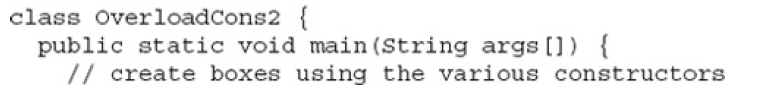 class OverloadCons2 {
  public static void main(String args[]) {
    // create boxes using the various constructors